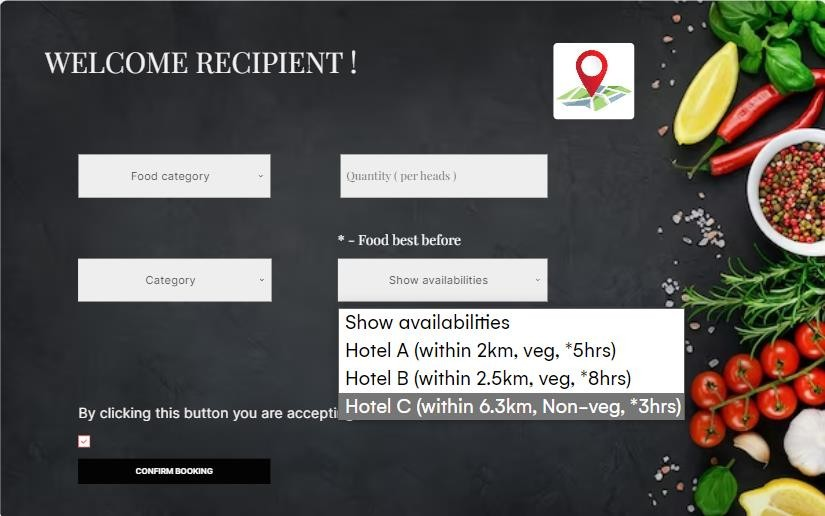 WELCOME RECIPIENT !
Food category
Quantity ( per heads )
* - Food best before
Category
Show availabilities
Show availabilities
Hotel A (within 2km, veg, *5hrs)
Hotel B (within 2.5km, veg, *8hrs)
Hotel C (within 6.3km, Non-veg, *3hrs)
By clicking this button you are
CONFIRM BOOKING